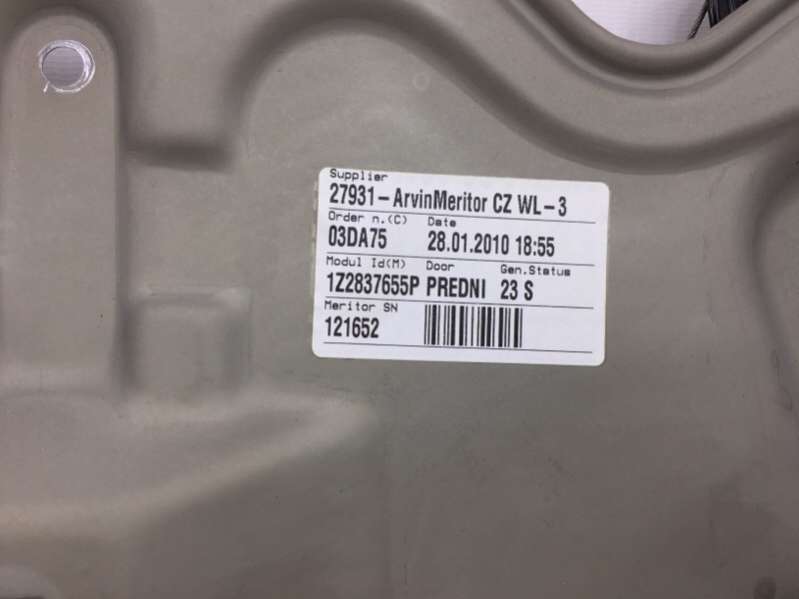 Supplier
27931-ArvinMeritor CZ WL-3
Order n.(C) Date
03DA75 28.01.2010 18:55
Modul Id(M) Door Gen.Status
1Z2837655P PREDNI 23 S
Meritor SN
121652